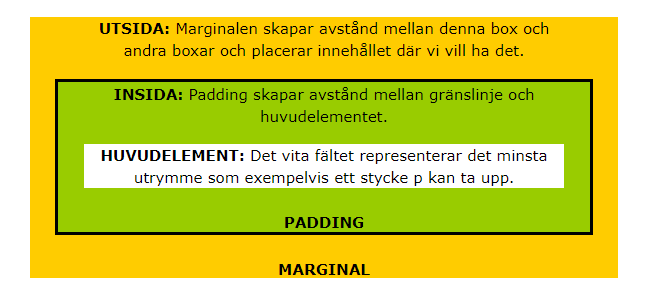 UTSIDA: Marginalen skapar avstånd mellan denna box och
andra boxar och placerar innehållet där vi vill ha det.
INSIDA: Padding skapar avstånd mellan gränslinje och
huvudelementet.
HUVUDELEMENT: Det vita fältet representerar det minsta
utrymme som exempelvis ett stycke p kan ta upp.
PADDING
MARGINAL